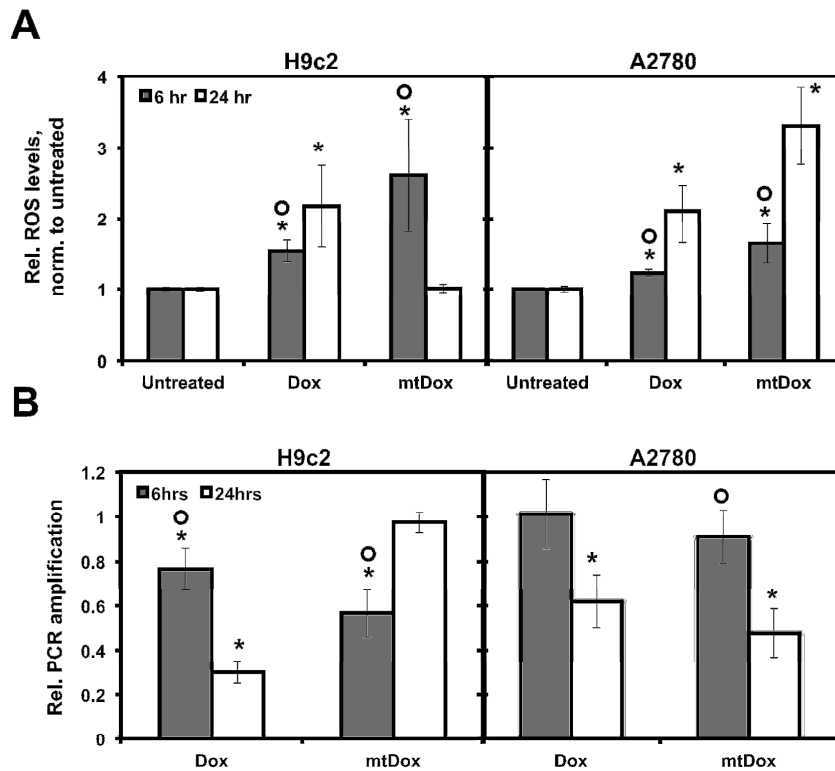 A
H9c2 A2780
6 hr 24 hr
Rel. ROS levels,
norm. to untreated
4
3
2
1
0
Untreated Dox mtDox Untreated Dox mtDox
B
H9c2 A2780
6hrs 24hrs
Rel. PCR amplification
1.2
1
0.8
0.6
0.4
0.2
0
Dox mtDox Dox mtDox